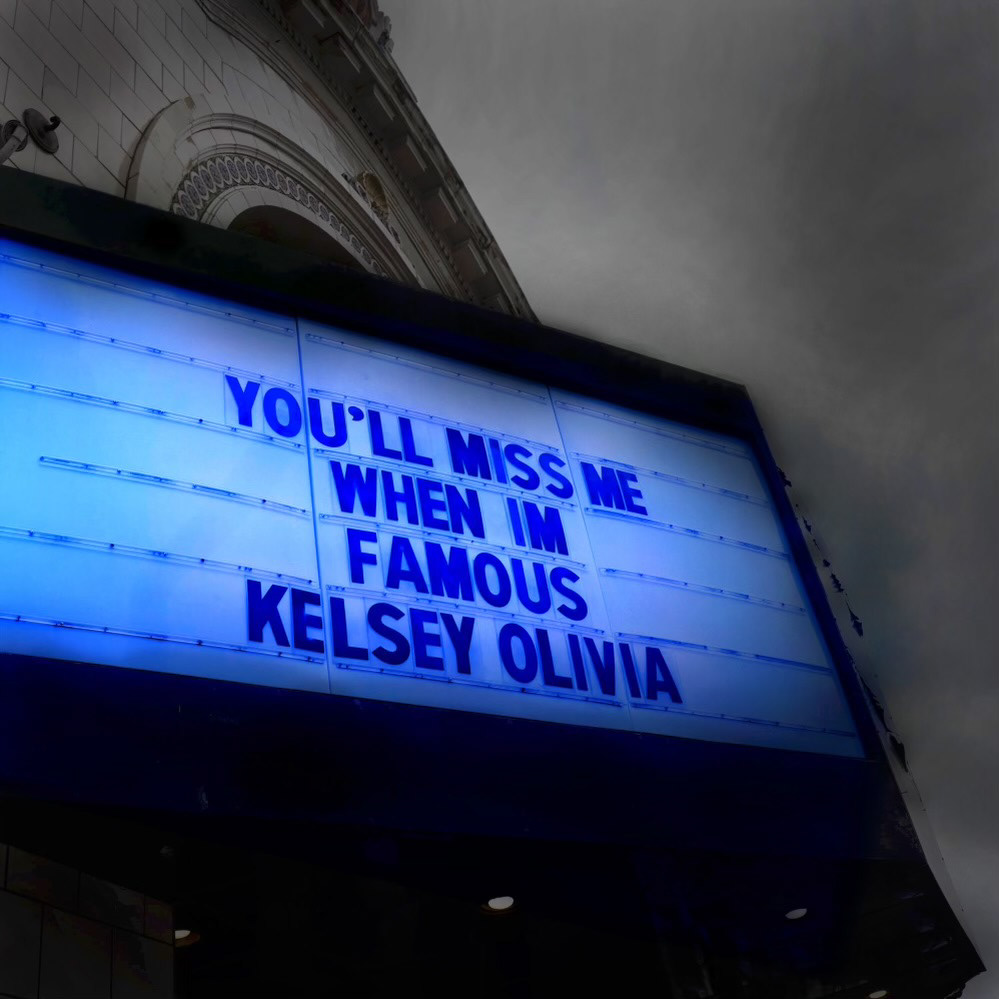 YOU'LL MISS ME
WHEN IM
FAMOUS
KELSEY OLIVIA